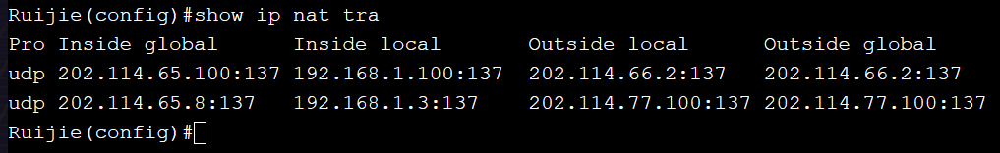 Ruijie(config)#show ip nat tra
Pro Inside global      Inside local       Outside local      Outside global
udp 202.114.65.100:137 192.168.1.100:137  202.114.66.2:137   202.114.66.2:137
udp 202.114.65.8:137   192.168.1.3:137    202.114.77.100:137 202.114.77.100:137
Ruijie(config)#